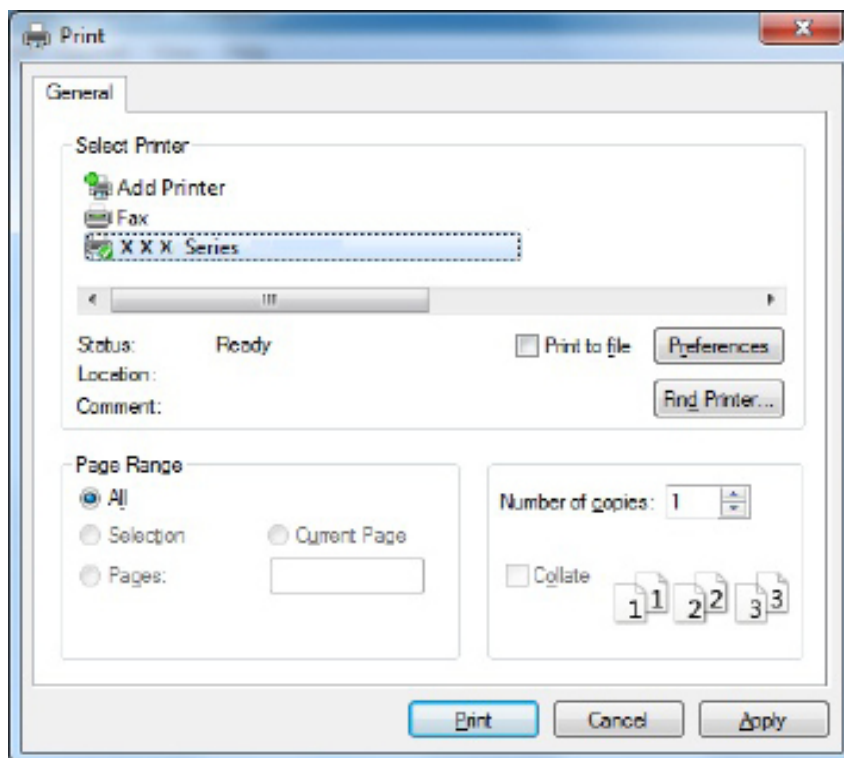 Print
General
Select Printer
Add Printer
Fax
X X X Series
Status: Ready
Print to file
Preferences
Location:
Comment:
Find Printer...
Page Range
All
Selection
Current Page
Pages:
Number of copies: 1
Collate
1 1 2 2 3 3
Print
Cancel
Apply